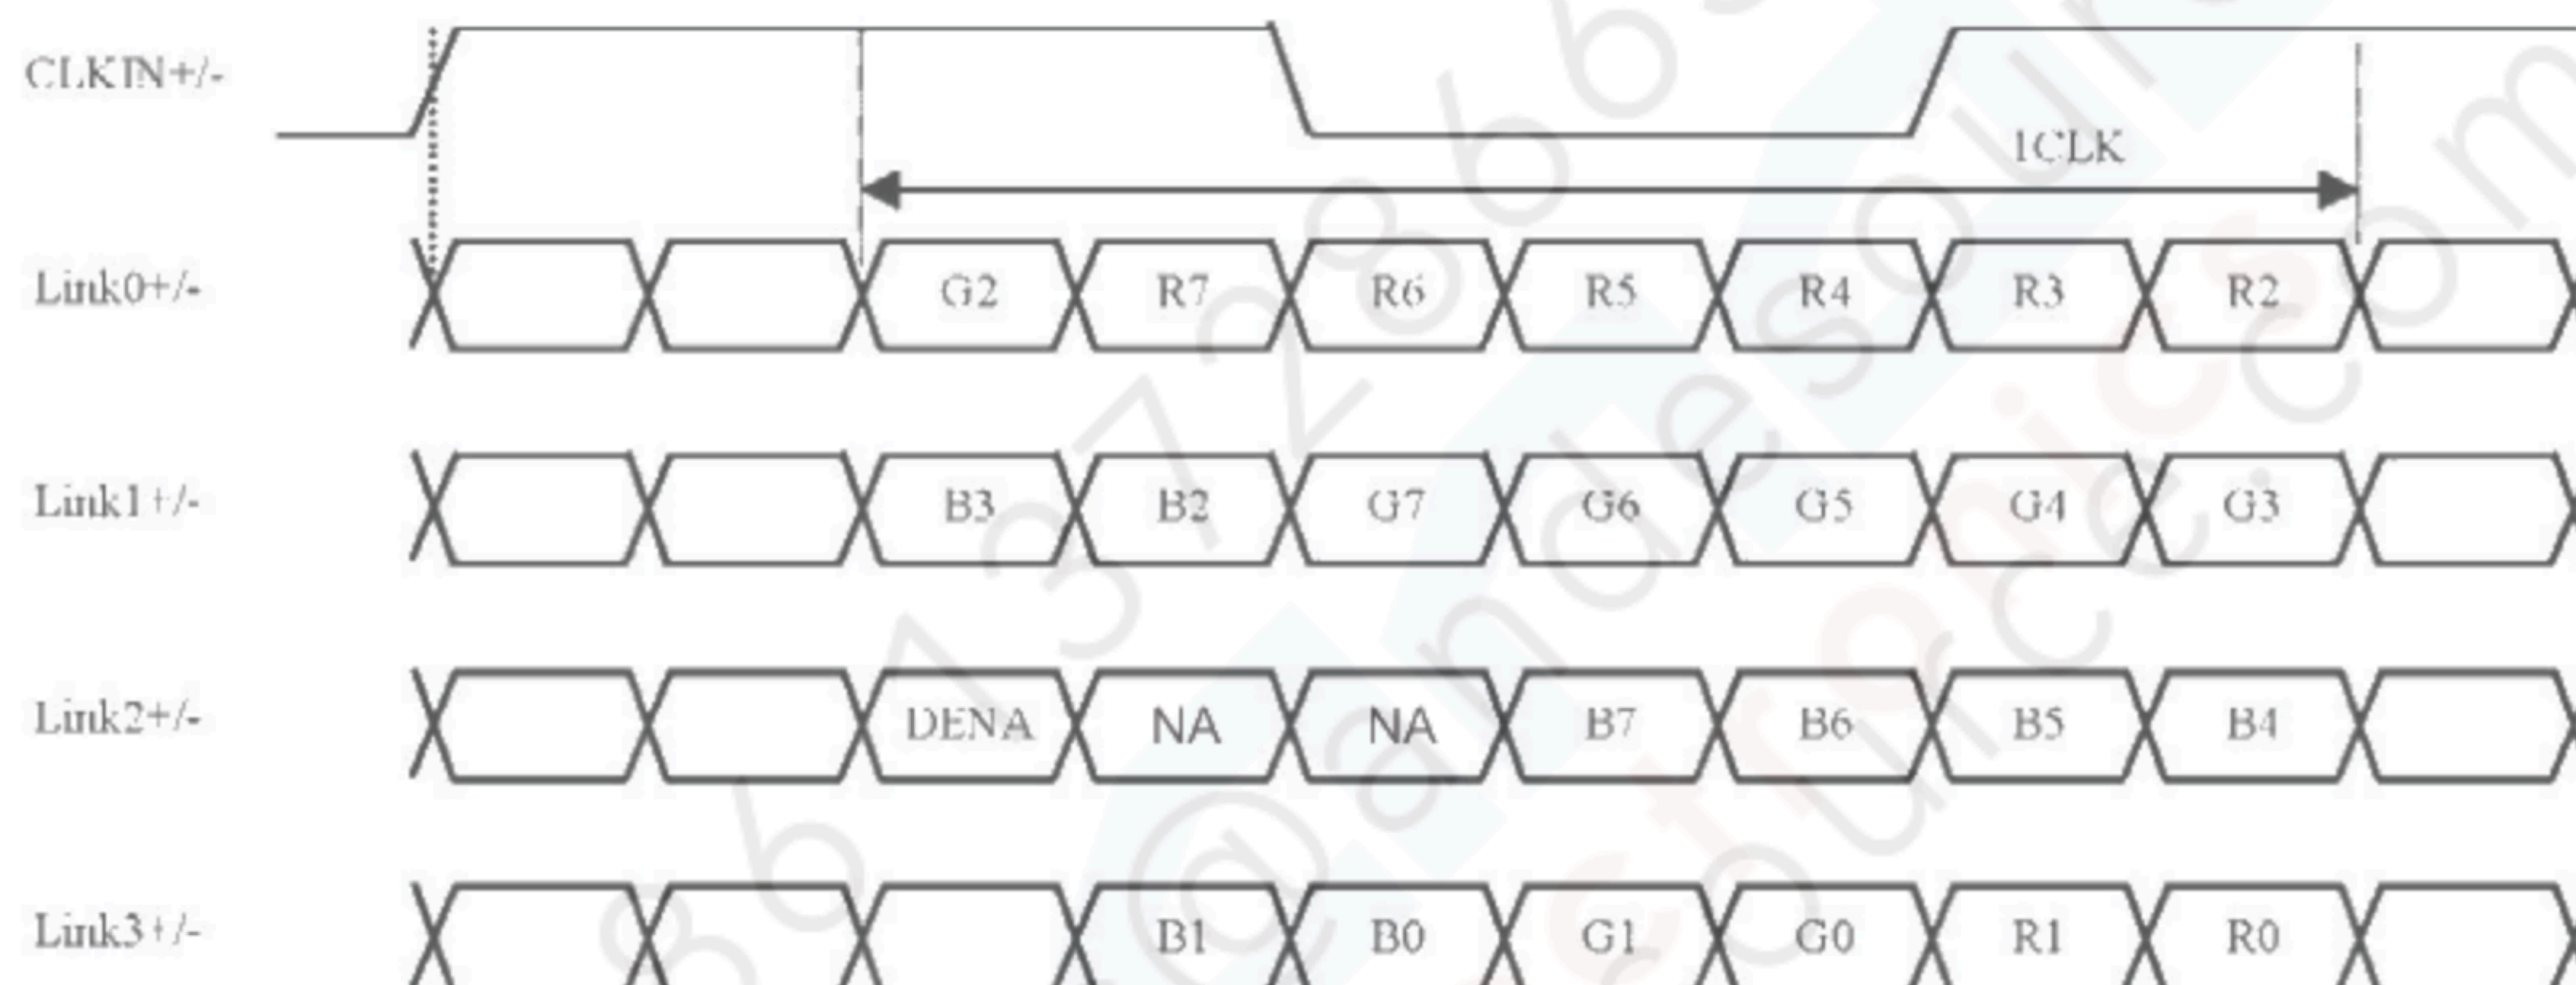 CLKIN+/-
1CLK
Link0+/- G2 R7 R6 R5 R4 R3 R2
Link1+/- B3 B2 G7 G6 G5 G4 G3
Link2+/- DENA NA NA B7 B6 B5 B4
Link3+/- B1 B0 G1 G0 R1 R0